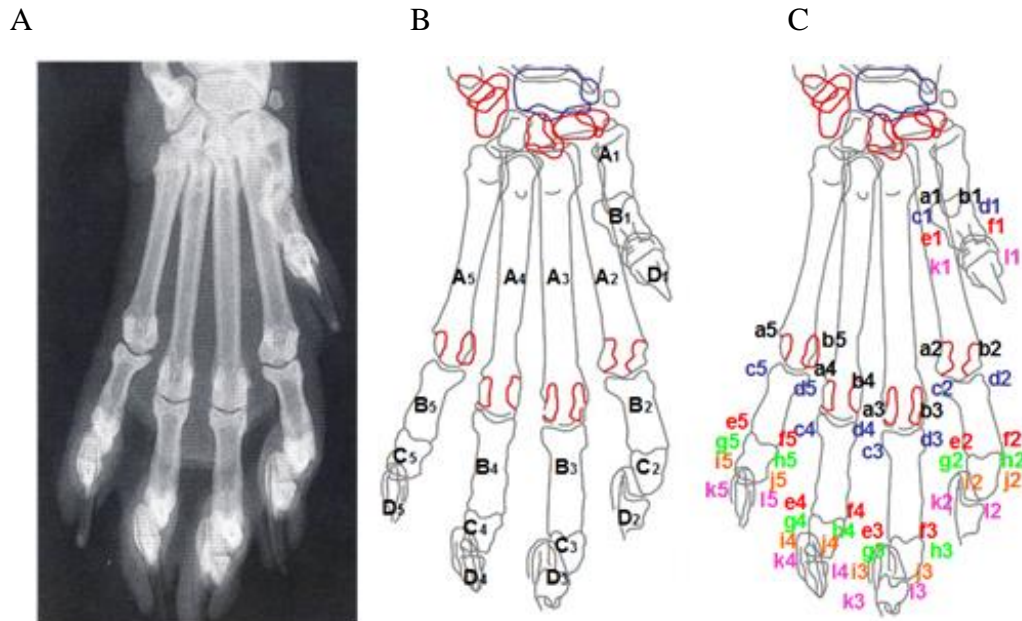 A B C
A1
B1
D1
A5 A4 A3 A2
B5 B2
C5 B4 B3 C2
D5 D2
C4 C3
D4 D3
a1 b1
c1 d1
e1 f1
k1 l1
a5 b5 a2 b2
c5 a4 b4 c2 d2
d5 a3 b3
c4 d4 d3
e5 f5 c3 e2 f2
g5 h5 g2 h2
i5 j5 i2 j2
k5 l5 k2 l2
e4 f4
g4 h4 e3 f3
i4 j4 g3 h3
k4 l4 i3 j3
k3 l3